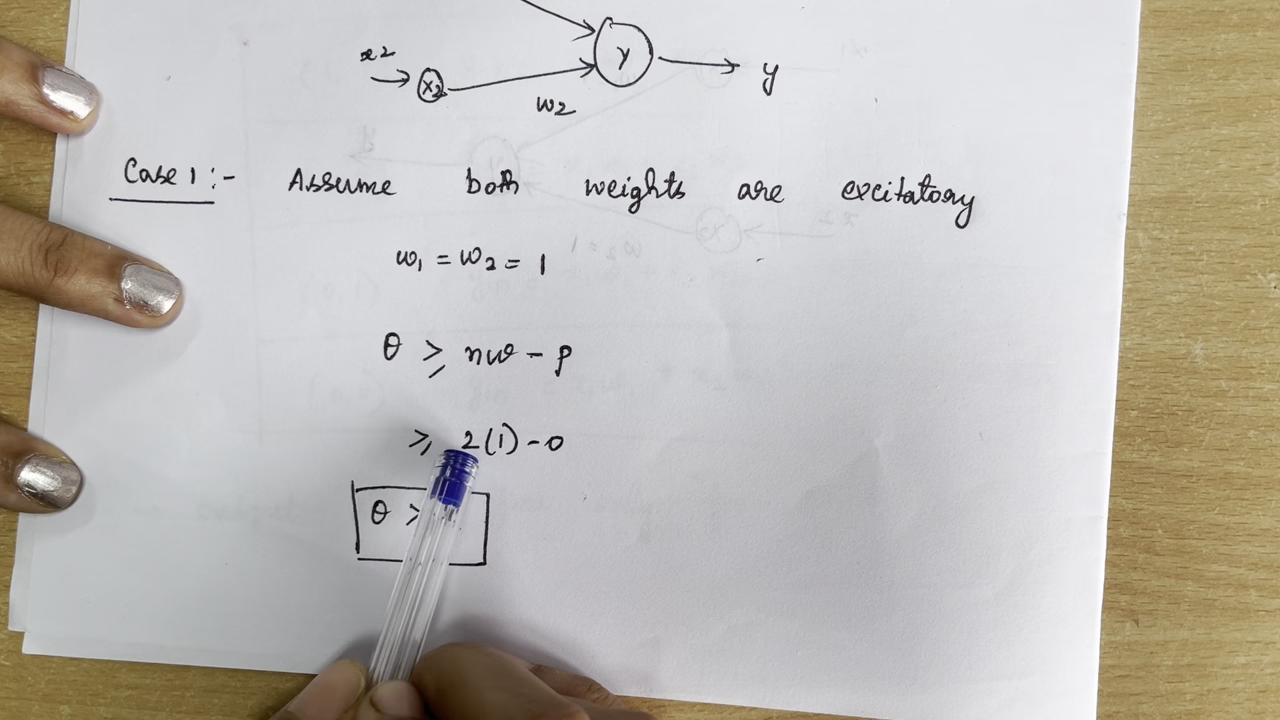 x2 X2 w2 Y y
Case 1 :- Assume both weights are excitatory
w₁ = w₂ = 1
θ ≥ nw - p
≥ 2(1) - 0
θ ≥